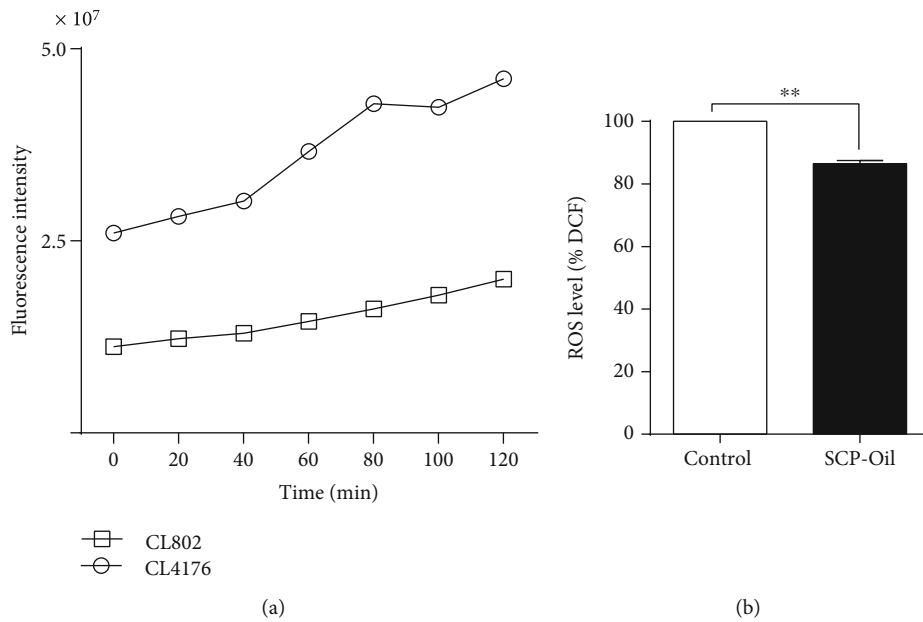 × 10⁷
5.0
2.5
Fluorescence intensity
0 20 40 60 80 100 120
Time (min)
CL802
CL4176
(a)
**
100
80
60
40
20
0
ROS level (% DCF)
Control SCP-Oil
(b)